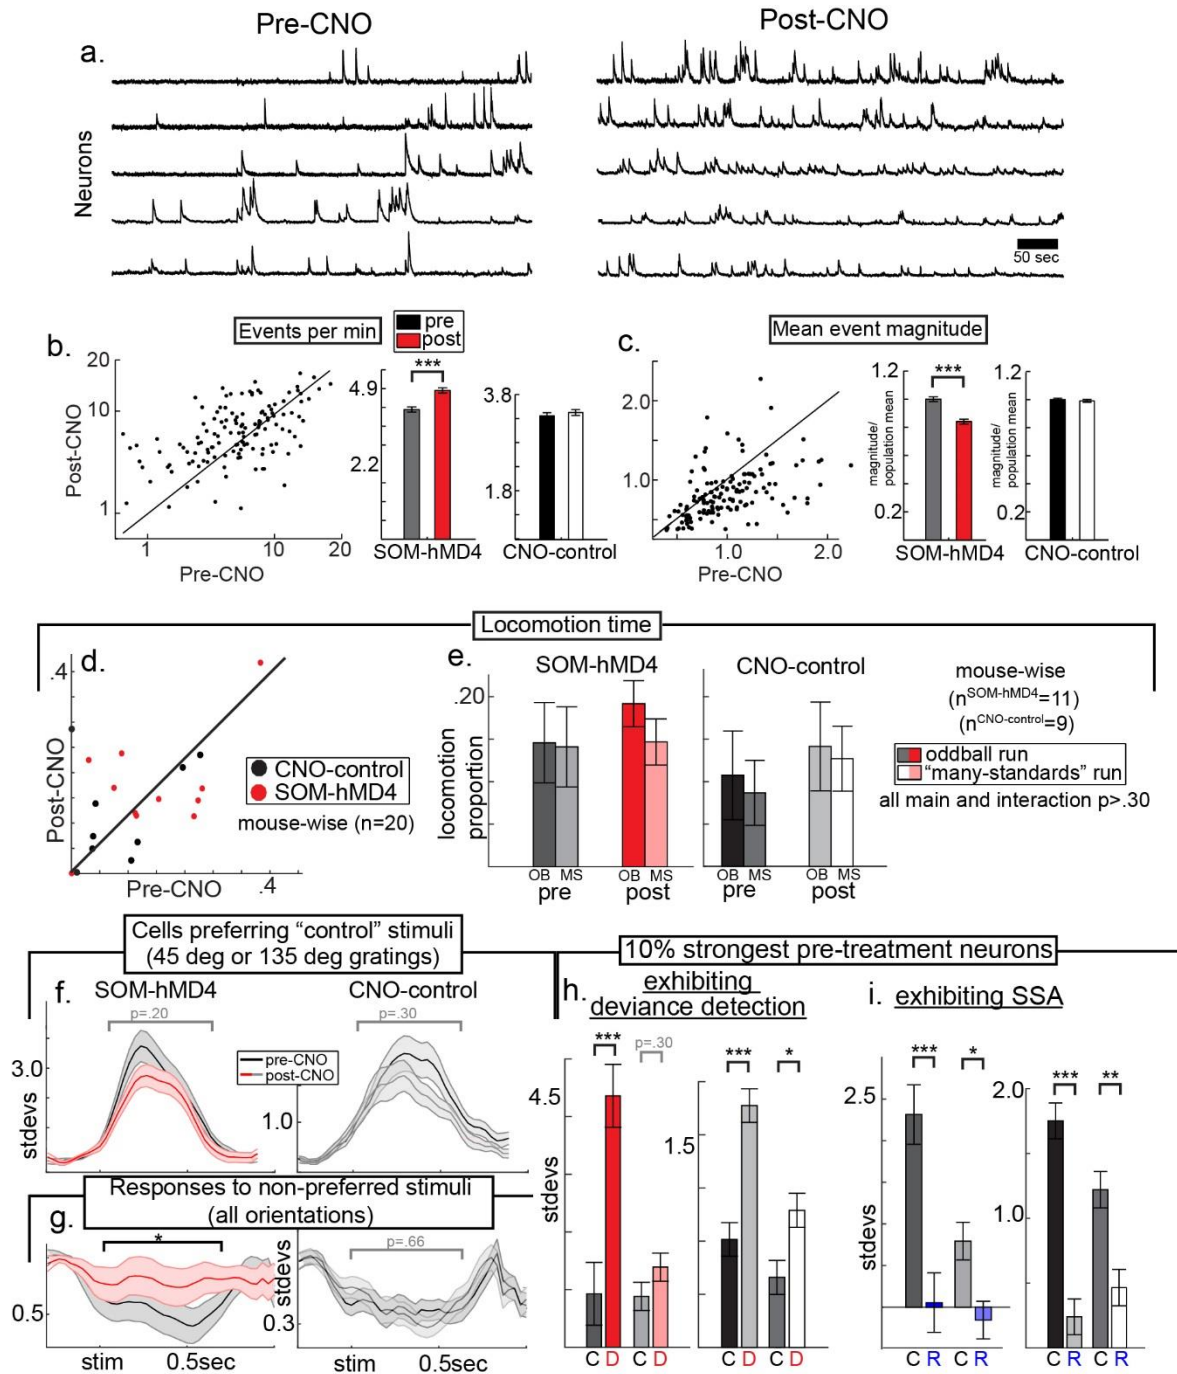 Pre-CNO
Post-CNO
a.
Neurons
50 sec
b.
Events per min
pre
post
20
10
1
Post-CNO
1
10
20
Pre-CNO
***
4.9
2.2
SOM-hMD4
3.8
1.8
CNO-control
c.
Mean event magnitude
2.0
1.0
1.0
2.0
Pre-CNO
1.2
magnitude/
population mean
0.2
***
SOM-hMD4
1.2
magnitude/
population mean
0.2
CNO-control
Locomotion time
d.
.4
Post-CNO
Pre-CNO
.4
CNO-control
SOM-hMD4
mouse-wise (n=20)
e.
SOM-hMD4
CNO-control
.20
locomotion
proportion
OB MS
OB MS
OB MS
OB MS
pre
post
pre
post
mouse-wise
(nSOM-hMD4=11)
(nCNO-control=9)
oddball run
"many-standards" run
all main and interaction p>.30
Cells preferring "control" stimuli
(45 deg or 135 deg gratings)
f.
SOM-hMD4
CNO-control
p=.20
p=.30
pre-CNO
post-CNO
3.0
stdevs
1.0
Responses to non-preferred stimuli
(all orientations)
g.
*
p=.66
0.5
stdevs
0.3
stim
0.5sec
stim
0.5sec
10% strongest pre-treatment neurons
h.
exhibiting
deviance detection
***
p=.30
***
*
4.5
stdevs
1.5
C D
C D
C D
C D
i.
exhibiting SSA
***
*
***
**
2.5
stdevs
2.0
1.0
C R
C R
C R
C R